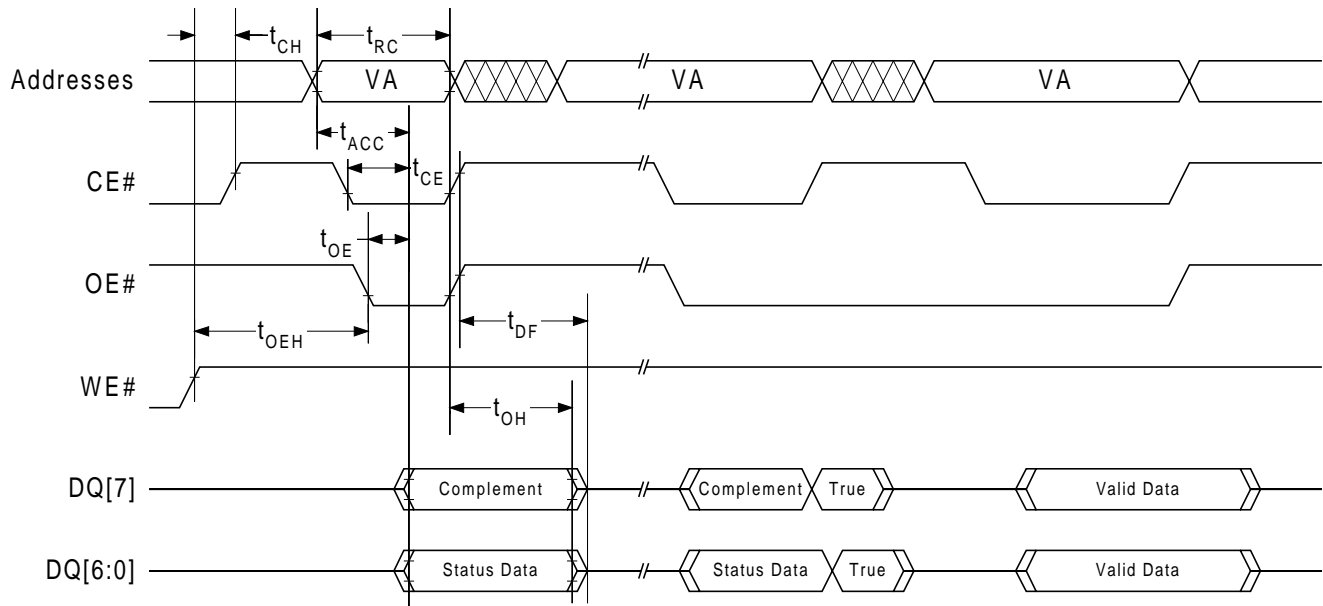 tCH
tRC
Addresses
VA
VA
VA
tACC
CE#
tCE
tOE
OE#
tOEH
tDF
WE#
tOH
DQ[7]
Complement
Complement
True
Valid Data
DQ[6:0]
Status Data
Status Data
True
Valid Data